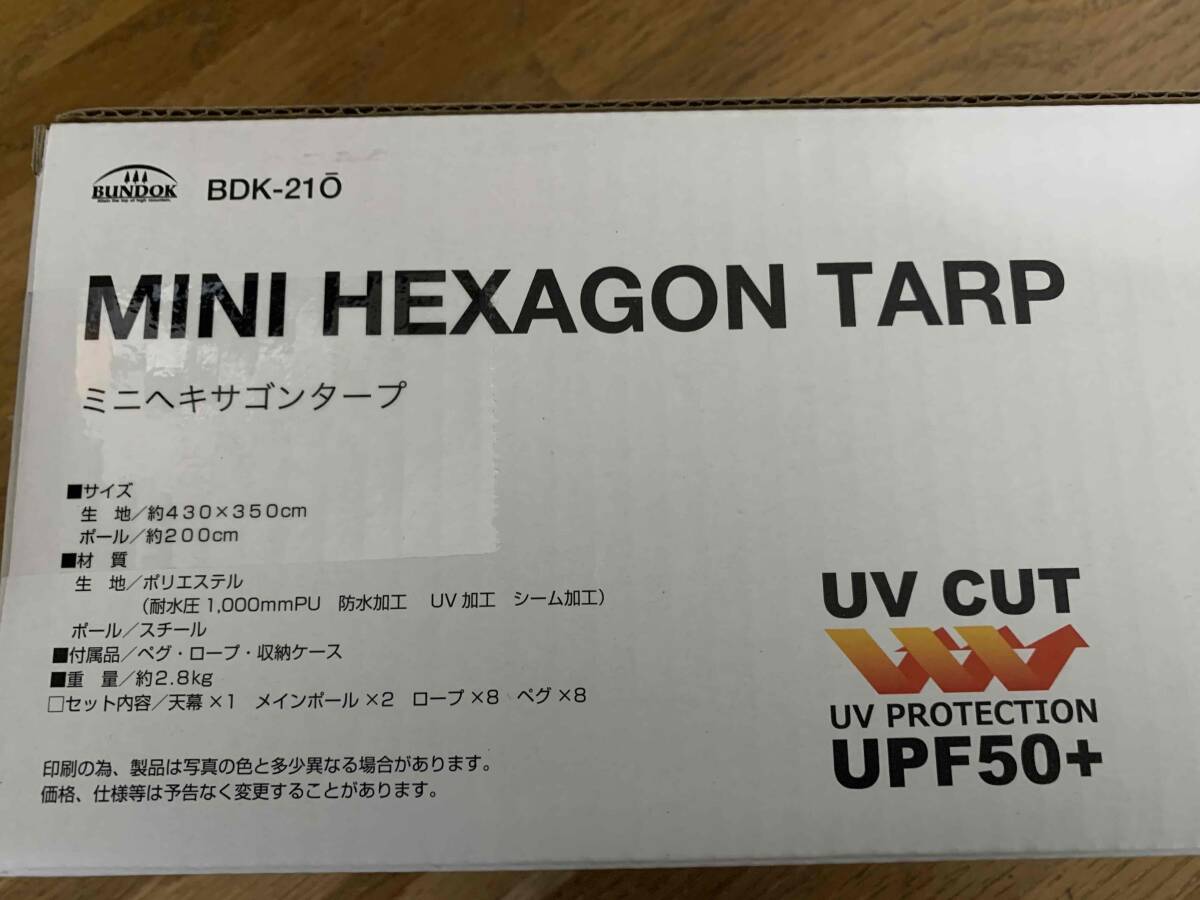 BUNDOK
BDK-21Ō
MINI HEXAGON TARP
ミニヘキサゴンタープ
■サイズ
生 地／約430×350cm
ポール／約200cm
■材 質
生 地／ポリエステル
（耐水圧1,000mmPU 防水加工 UV加工 シーム加工）
ポール／スチール
■付属品／ペグ・ロープ・収納ケース
■重 量／約2.8kg
□セット内容／天幕×1 メインポール×2 ロープ×8 ペグ×8
印刷の為、製品は写真の色と多少異なる場合があります。
価格、仕様等は予告なく変更することがあります。
UV CUT
UV PROTECTION
UPF50+